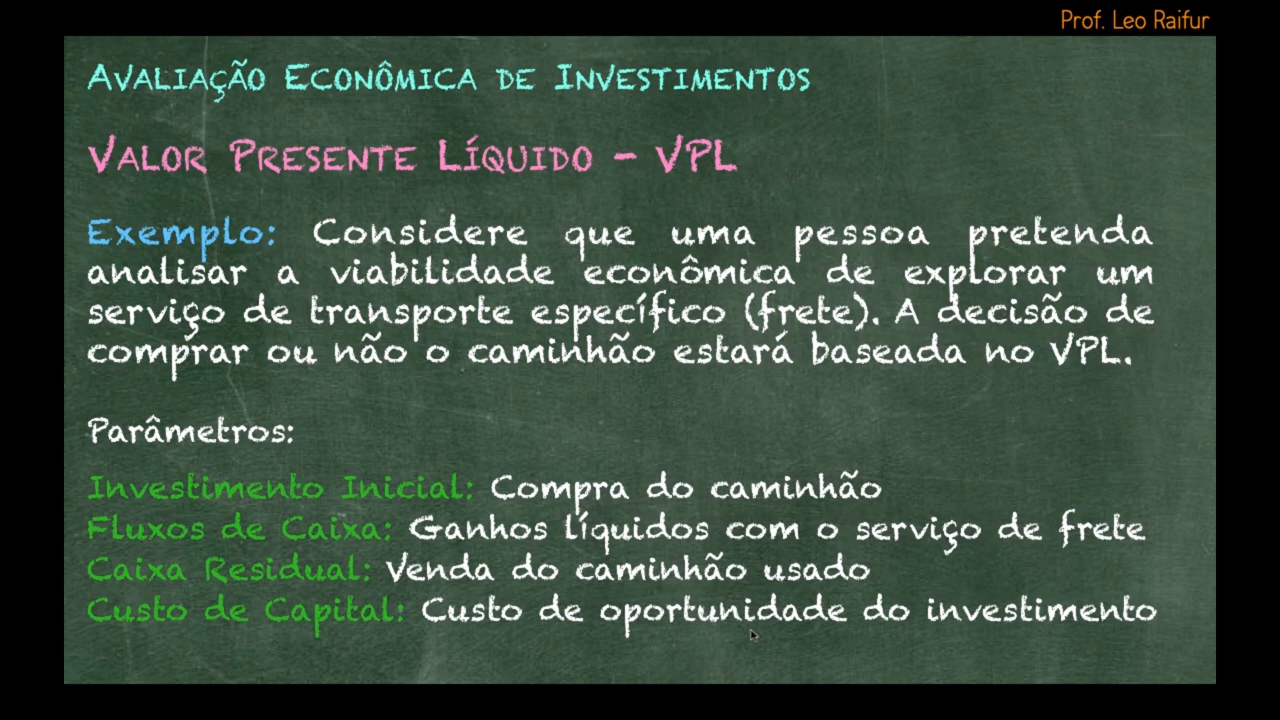 Prof. Leo Raifur
Avaliação Econômica de Investimentos
Valor Presente Líquido - VPL
Exemplo: Considere que uma pessoa pretenda
analisar a viabilidade econômica de explorar um
serviço de transporte específico (frete). A decisão de
comprar ou não o caminhão estará baseada no VPL.
Parâmetros:
Investimento Inicial: Compra do caminhão
Fluxos de Caixa: Ganhos líquidos com o serviço de frete
Caixa Residual: Venda do caminhão usado
Custo de Capital: Custo de oportunidade do investimento